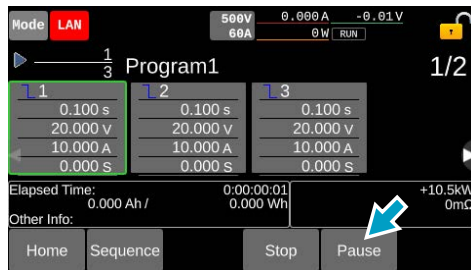 Mode LAN 500V 0.000 A -0.01 V
60A 0 W RUN
1
3 Program1 1/2
1 2 3
0.100 s 0.100 s 0.100 s
20.000 V 20.000 V 20.000 V
10.000 A 10.000 A 10.000 A
0.000 S 0.000 S 0.000 S
Elapsed Time: 0:00:00:01 +10.5kW
0.000 Ah / 0.000 Wh 0mΩ
Other Info:
Home Sequence Stop Pause